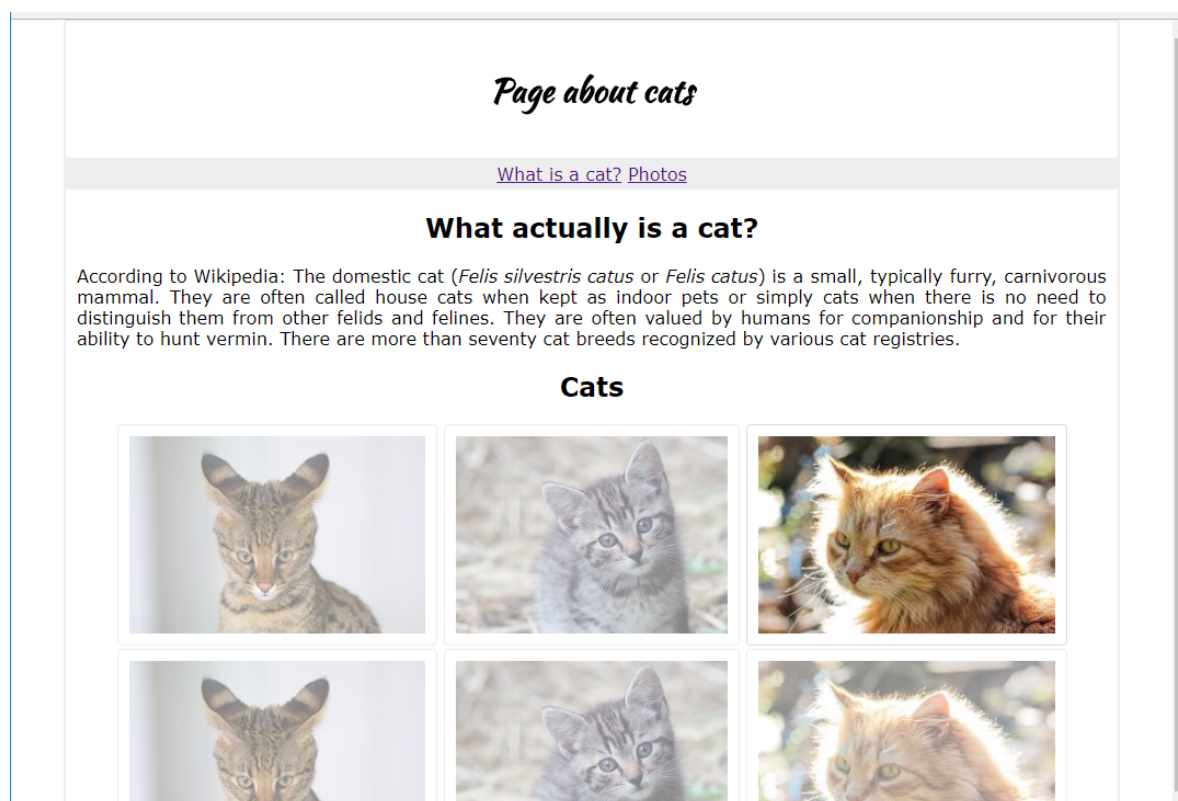 Page about cats
What is a cat? Photos
What actually is a cat?
According to Wikipedia: The domestic cat (Felis silvestris catus or Felis catus) is a small, typically furry, carnivorous
mammal. They are often called house cats when kept as indoor pets or simply cats when there is no need to
distinguish them from other felids and felines. They are often valued by humans for companionship and for their
ability to hunt vermin. There are more than seventy cat breeds recognized by various cat registries.
Cats